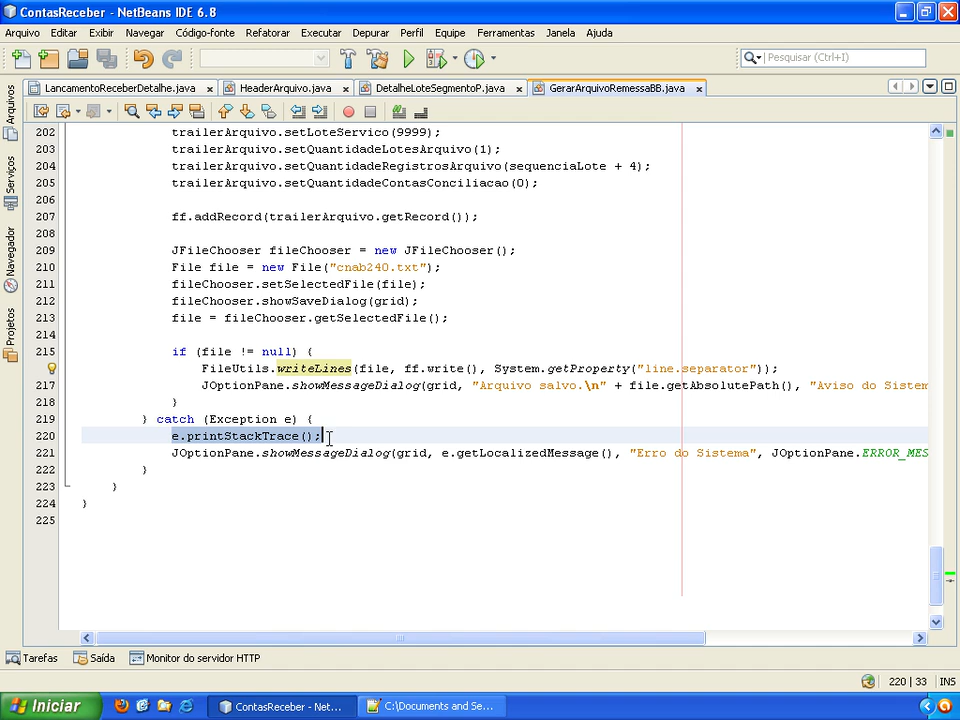 ContasReceber - NetBeans IDE 6.8
Arquivo Editar Exibir Navegar Código-fonte Refatorar Executar Depurar Perfil Equipe Ferramentas Janela Ajuda
Pesquisar (Ctrl+I)
LancamentoReceberDetalhe.java HeaderArquivo.java DetalheLoteSegmentoP.java GerarArquivoRemessaBB.java
Arquivos
Serviços
Navegador
Projetos
202 trailerArquivo.setLoteServico(9999);
203 trailerArquivo.setQuantidadeLotesArquivo(1);
204 trailerArquivo.setQuantidadeRegistrosArquivo(sequenciaLote + 4);
205 trailerArquivo.setQuantidadeContasConciliacao(0);
206
207 ff.addRecord(trailerArquivo.getRecord());
208
209 JFileChooser fileChooser = new JFileChooser();
210 File file = new File("cnab240.txt");
211 fileChooser.setSelectedFile(file);
212 fileChooser.showSaveDialog(grid);
213 file = fileChooser.getSelectedFile();
214
215 if (file != null) {
FileUtils.writeLines(file, ff.write(), System.getProperty("line.separator"));
217 JOptionPane.showMessageDialog(grid, "Arquivo salvo.\n" + file.getAbsolutePath(), "Aviso do Sistem
218 }
219 } catch (Exception e) {
220 e.printStackTrace();
221 JOptionPane.showMessageDialog(grid, e.getLocalizedMessage(), "Erro do Sistema", JOptionPane.ERROR_MES
222 }
223 }
224 }
225
Tarefas Saída Monitor do servidor HTTP
220 | 33 INS
Iniciar ContasReceber - Net... C:\Documents and Se...